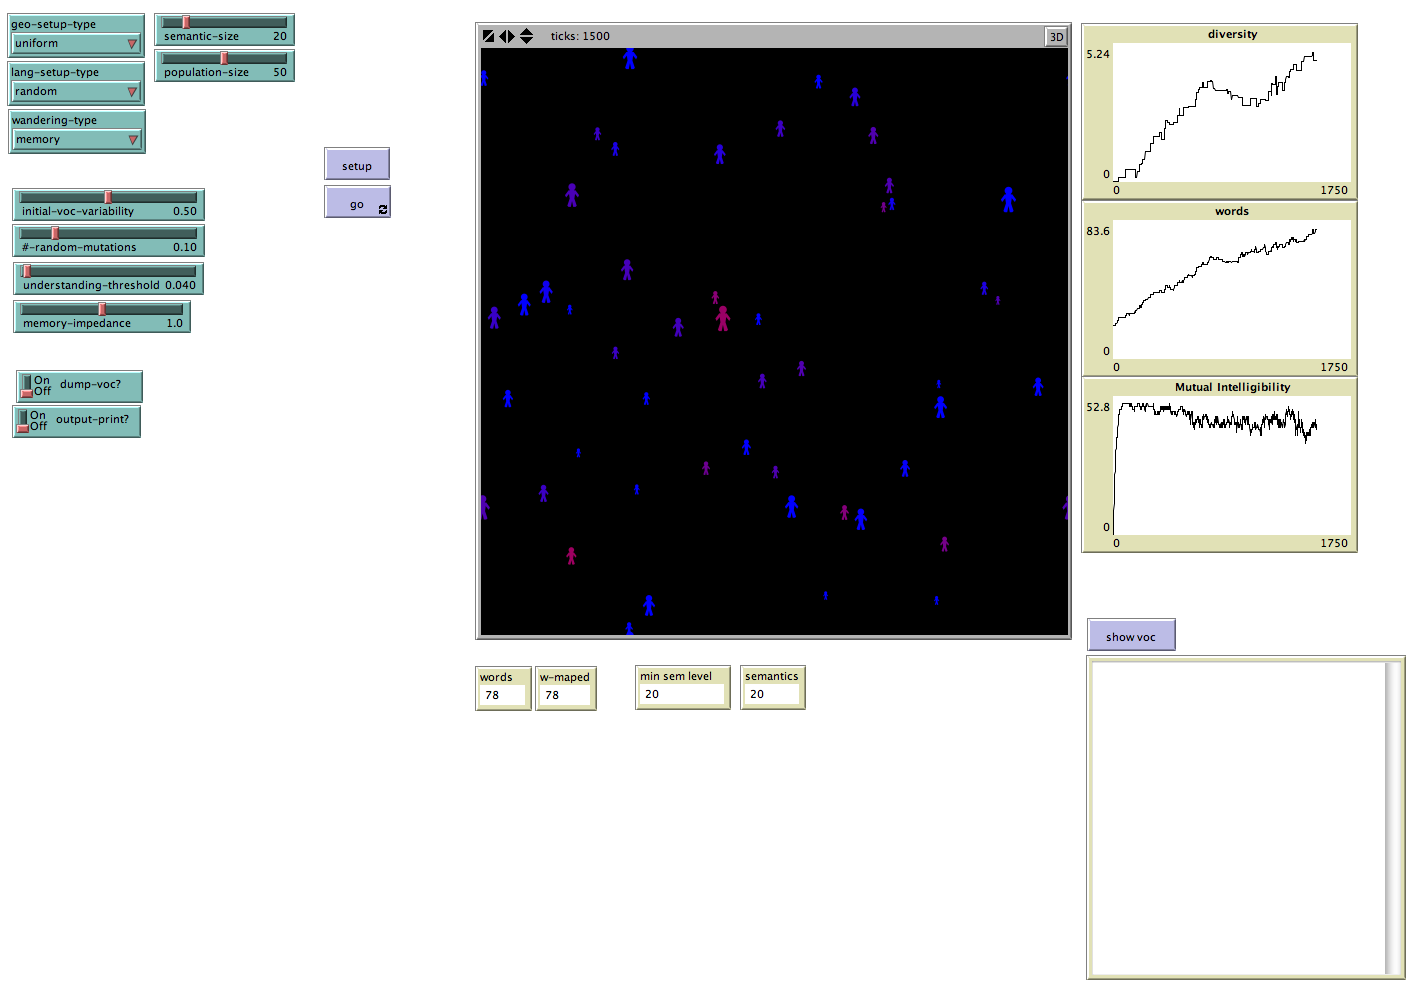 geo-setup-type
uniform
lang-setup-type
random
wandering-type
memory
semantic-size 20
population-size 50
setup
go
initial-voc-variability 0.50
#-random-mutations 0.10
understanding-threshold 0.040
memory-impedance 1.0
On
Off
dump-voc?
On
Off
output-print?
ticks: 1500
3D
diversity
5.24
0
0 1750
words
83.6
0
0 1750
Mutual Intelligibility
52.8
0
0 1750
words
78
w-maped
78
min sem level
20
semantics
20
show voc